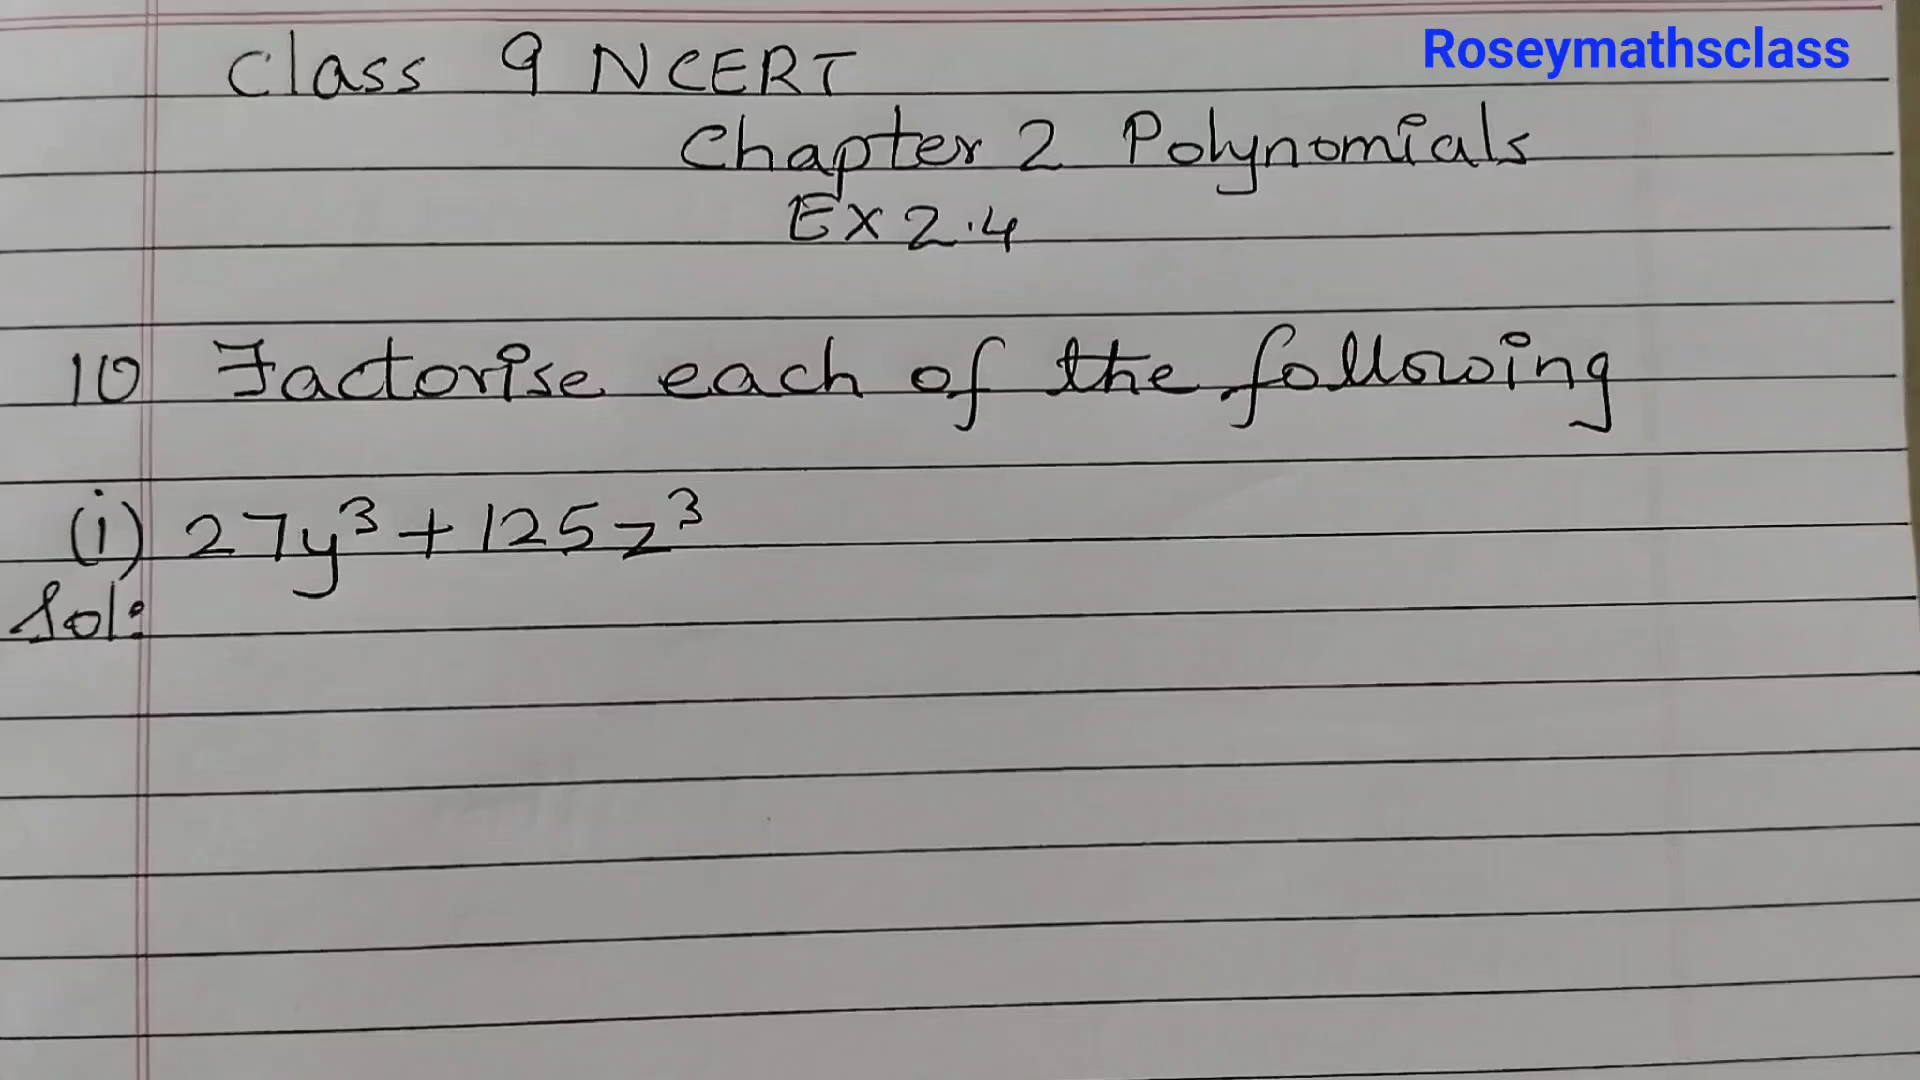 Roseymathsclass
Class 9 NCERT
Chapter 2 Polynomials
Ex 2.4
10 Factorise each of the following
(i) 27y³ + 125z³
Sol: